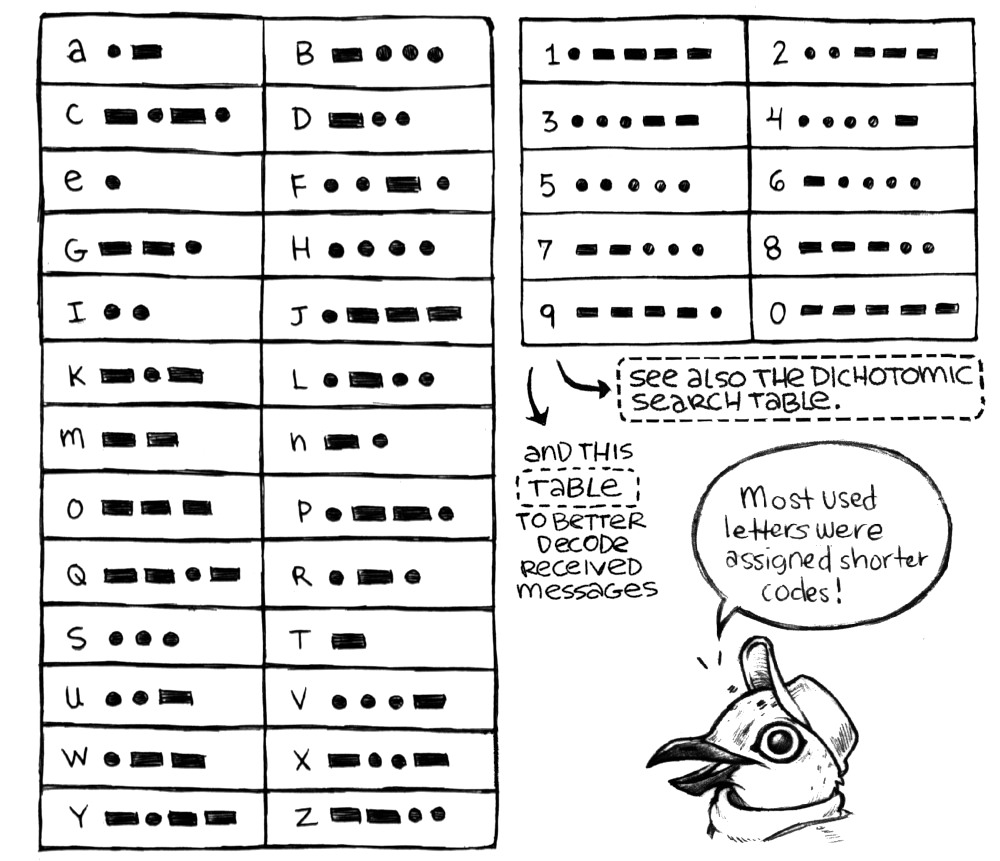 a •– B –•••
C –•–• D –••
e • F ••–•
G ––• H ••••
I •• J •–––
K –•– L •–••
m –– n –•
O ––– P •––•
Q ––•– R •–•
S ••• T –
U ••– V •••–
W •–– X –••–
Y –•–– Z ––••
1 •–––– 2 ••–––
3 •••–– 4 ••••–
5 ••••• 6 –••••
7 ––••• 8 –––••
9 ––––• 0 –––––
see also THE DICHOTOMIC
seaRCH TaBLe.
anD THIS
TaBLe
TO BeTTeR
DeCODe
ReCeIVeD
messaGes
Most used
letters were
assigned shorter
codes!